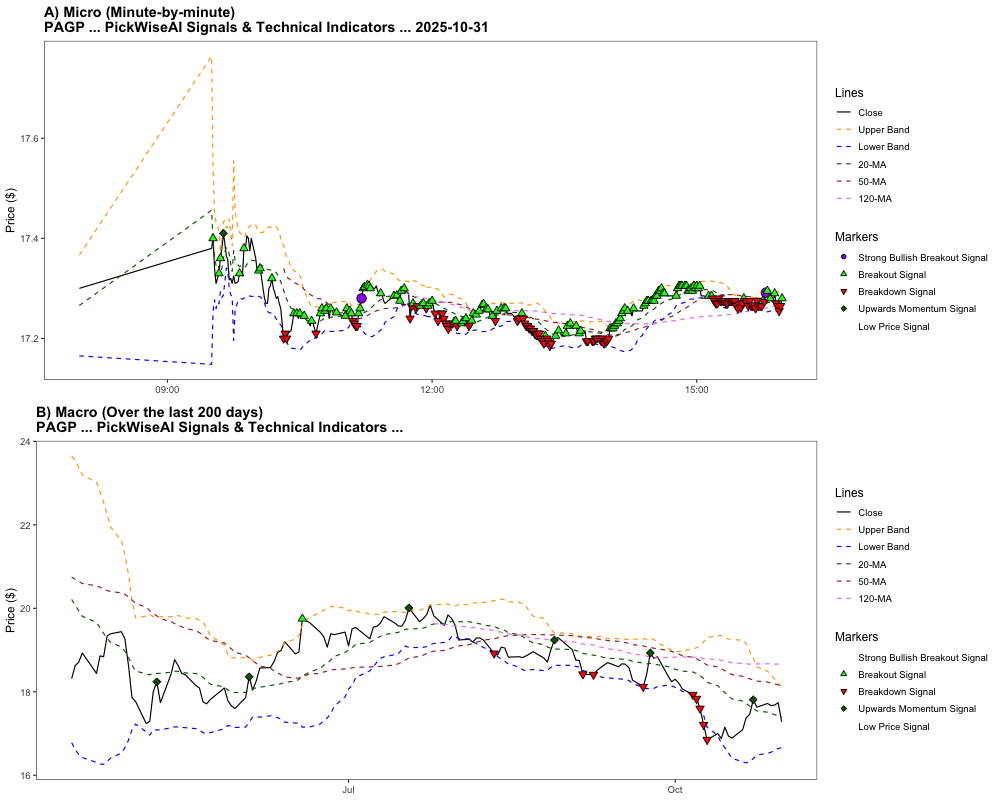 A) Micro (Minute-by-minute)
PAGP ... PickWiseAI Signals & Technical Indicators ... 2025-10-31
Price ($)
17.6
17.4
17.2
09:00
12:00
15:00
Lines
Close
Upper Band
Lower Band
20-MA
50-MA
120-MA
Markers
Strong Bullish Breakout Signal
Breakout Signal
Breakdown Signal
Upwards Momentum Signal
Low Price Signal
B) Macro (Over the last 200 days)
PAGP ... PickWiseAI Signals & Technical Indicators ...
Price ($)
24
22
20
18
16
Jul
Oct
Lines
Close
Upper Band
Lower Band
20-MA
50-MA
120-MA
Markers
Strong Bullish Breakout Signal
Breakout Signal
Breakdown Signal
Upwards Momentum Signal
Low Price Signal